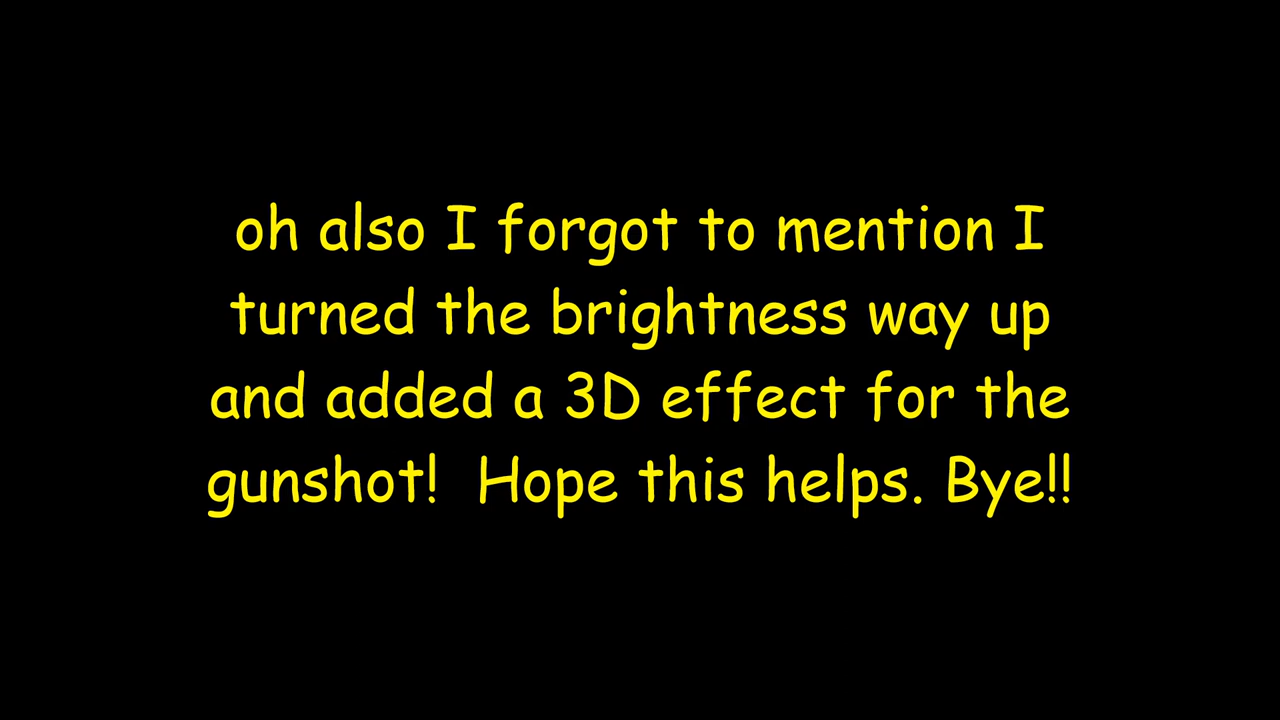 oh also I forgot to mention I
turned the brightness way up
and added a 3D effect for the
gunshot!  Hope this helps. Bye!!